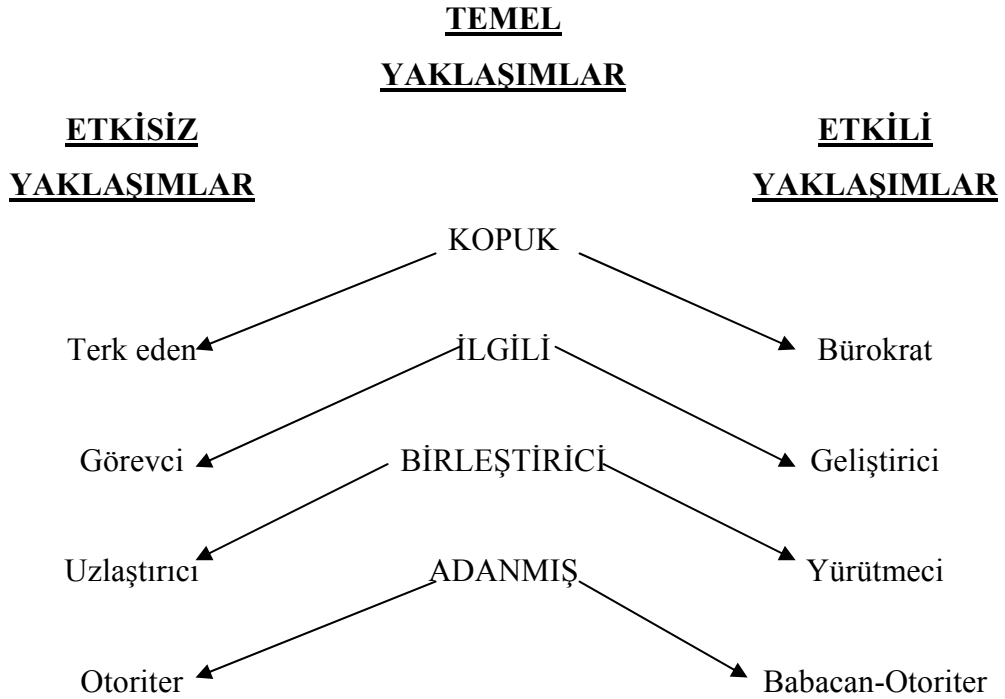 TEMEL
YAKLAŞIMLAR
ETKİSİZ
YAKLAŞIMLAR
ETKİLİ
YAKLAŞIMLAR
KOPUK
Terk eden
İLGİLİ
Bürokrat
Görevci
BİRLEŞTİRİCİ
Geliştirici
Uzlaştırıcı
ADANMIŞ
Yürütmeci
Otoriter
Babacan-Otoriter